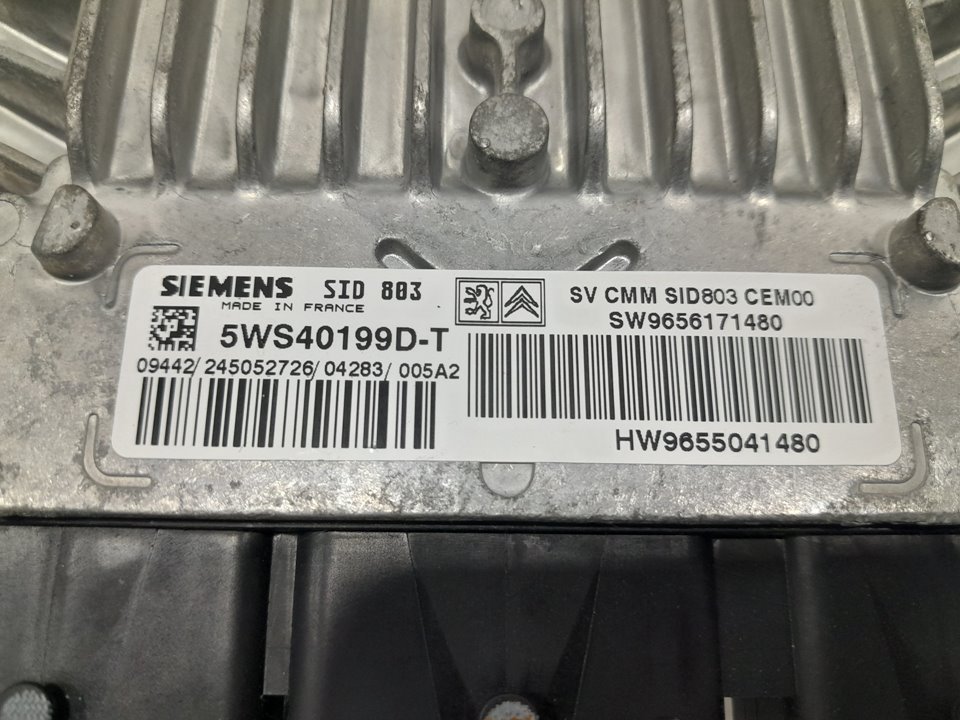 SIEMENS SID 803
MADE IN FRANCE
5WS40199D-T
09442/245052726/04283/005A2
SV CMM SID803 CEM00
SW9656171480
HW9655041480